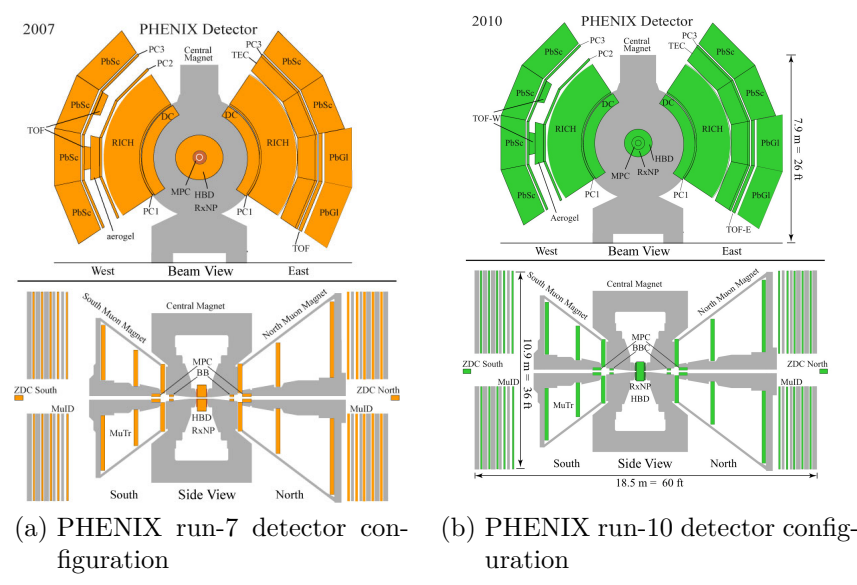 2007
PHENIX Detector
Central
Magnet
PC3
PC2
PC3
TEC
PbSc
PbSc
PbSc
PbSc
DC
DC
TOF
RICH
RICH
PbSc
PbSc
PbGl
PbGl
MPC
HBD
RxNP
PC1
PC1
aerogel
TOF
West
Beam View
East
South Muon Magnet
Central Magnet
North Muon Magnet
MPC
BB
ZDC South
ZDC North
MuID
MuID
MuTr
HBD
RxNP
South
Side View
North
(a) PHENIX run-7 detector con-
figuration
2010
PHENIX Detector
Central
Magnet
PC3
PC2
PC3
TEC
PbSc
PbSc
PbSc
PbSc
DC
DC
TOF-W
RICH
RICH
PbSc
PbSc
PbGl
PbGl
MPC
HBD
RxNP
PC1
PC1
Aerogel
TOF-E
7.9 m = 26 ft
West
Beam View
East
South Muon Magnet
Central Magnet
North Muon Magnet
10.9 m = 36 ft
MPC
BBC
ZDC South
ZDC North
MuID
MuID
RxNP
HBD
MuTr
South
Side View
North
18.5 m = 60 ft
(b) PHENIX run-10 detector config-
uration